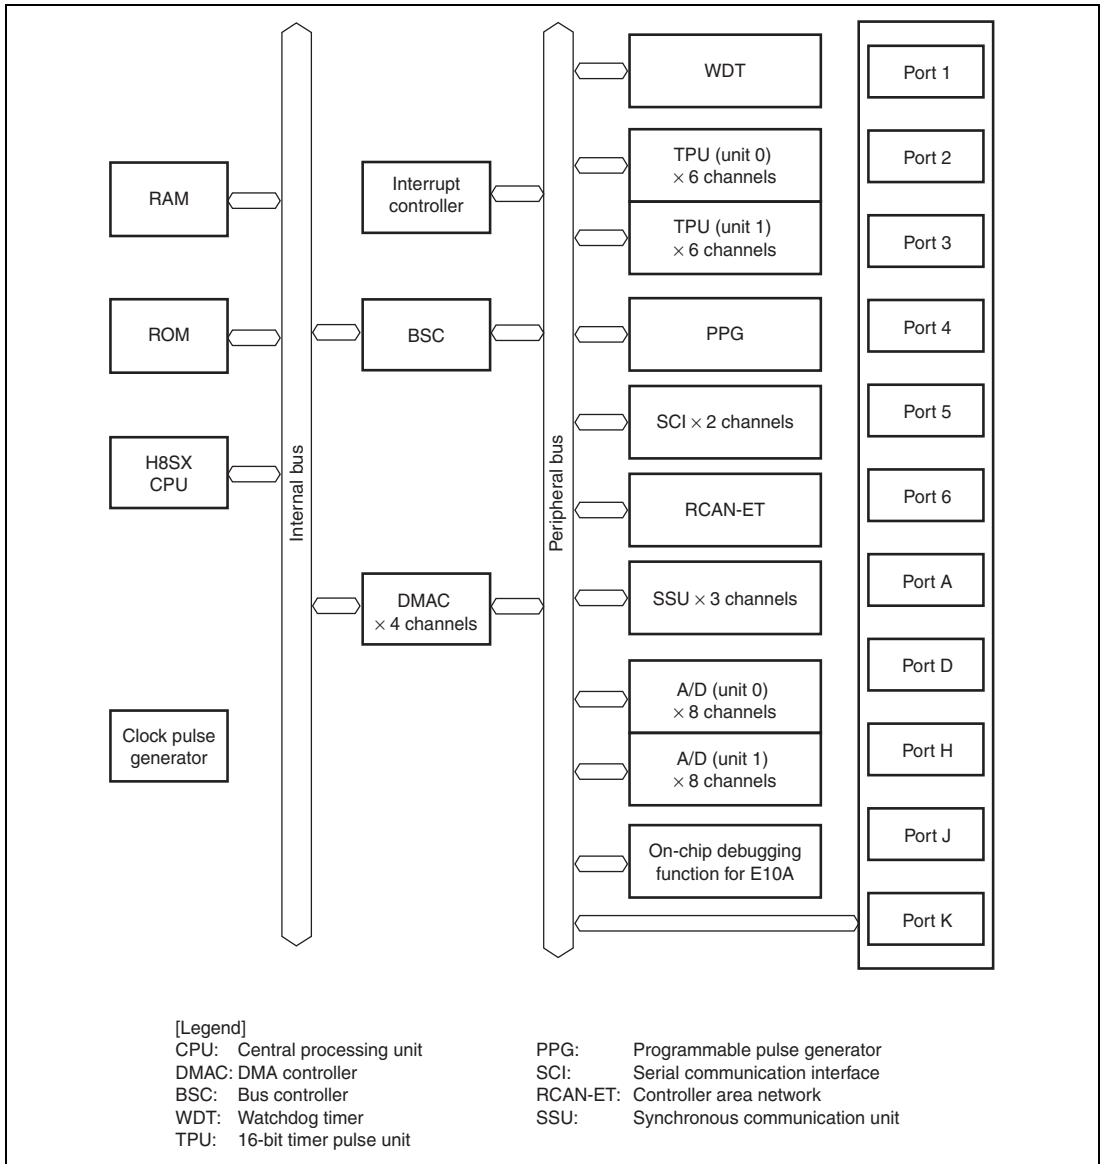 RAM
ROM
H8SX
CPU
Clock pulse
generator
Internal bus
Interrupt
controller
BSC
DMAC
× 4 channels
Peripheral bus
WDT
TPU (unit 0)
× 6 channels
TPU (unit 1)
× 6 channels
PPG
SCI × 2 channels
RCAN-ET
SSU × 3 channels
A/D (unit 0)
× 8 channels
A/D (unit 1)
× 8 channels
On-chip debugging
function for E10A
Port 1
Port 2
Port 3
Port 4
Port 5
Port 6
Port A
Port D
Port H
Port J
Port K
[Legend]
CPU: Central processing unit
DMAC: DMA controller
BSC: Bus controller
WDT: Watchdog timer
TPU: 16-bit timer pulse unit
PPG: Programmable pulse generator
SCI: Serial communication interface
RCAN-ET: Controller area network
SSU: Synchronous communication unit